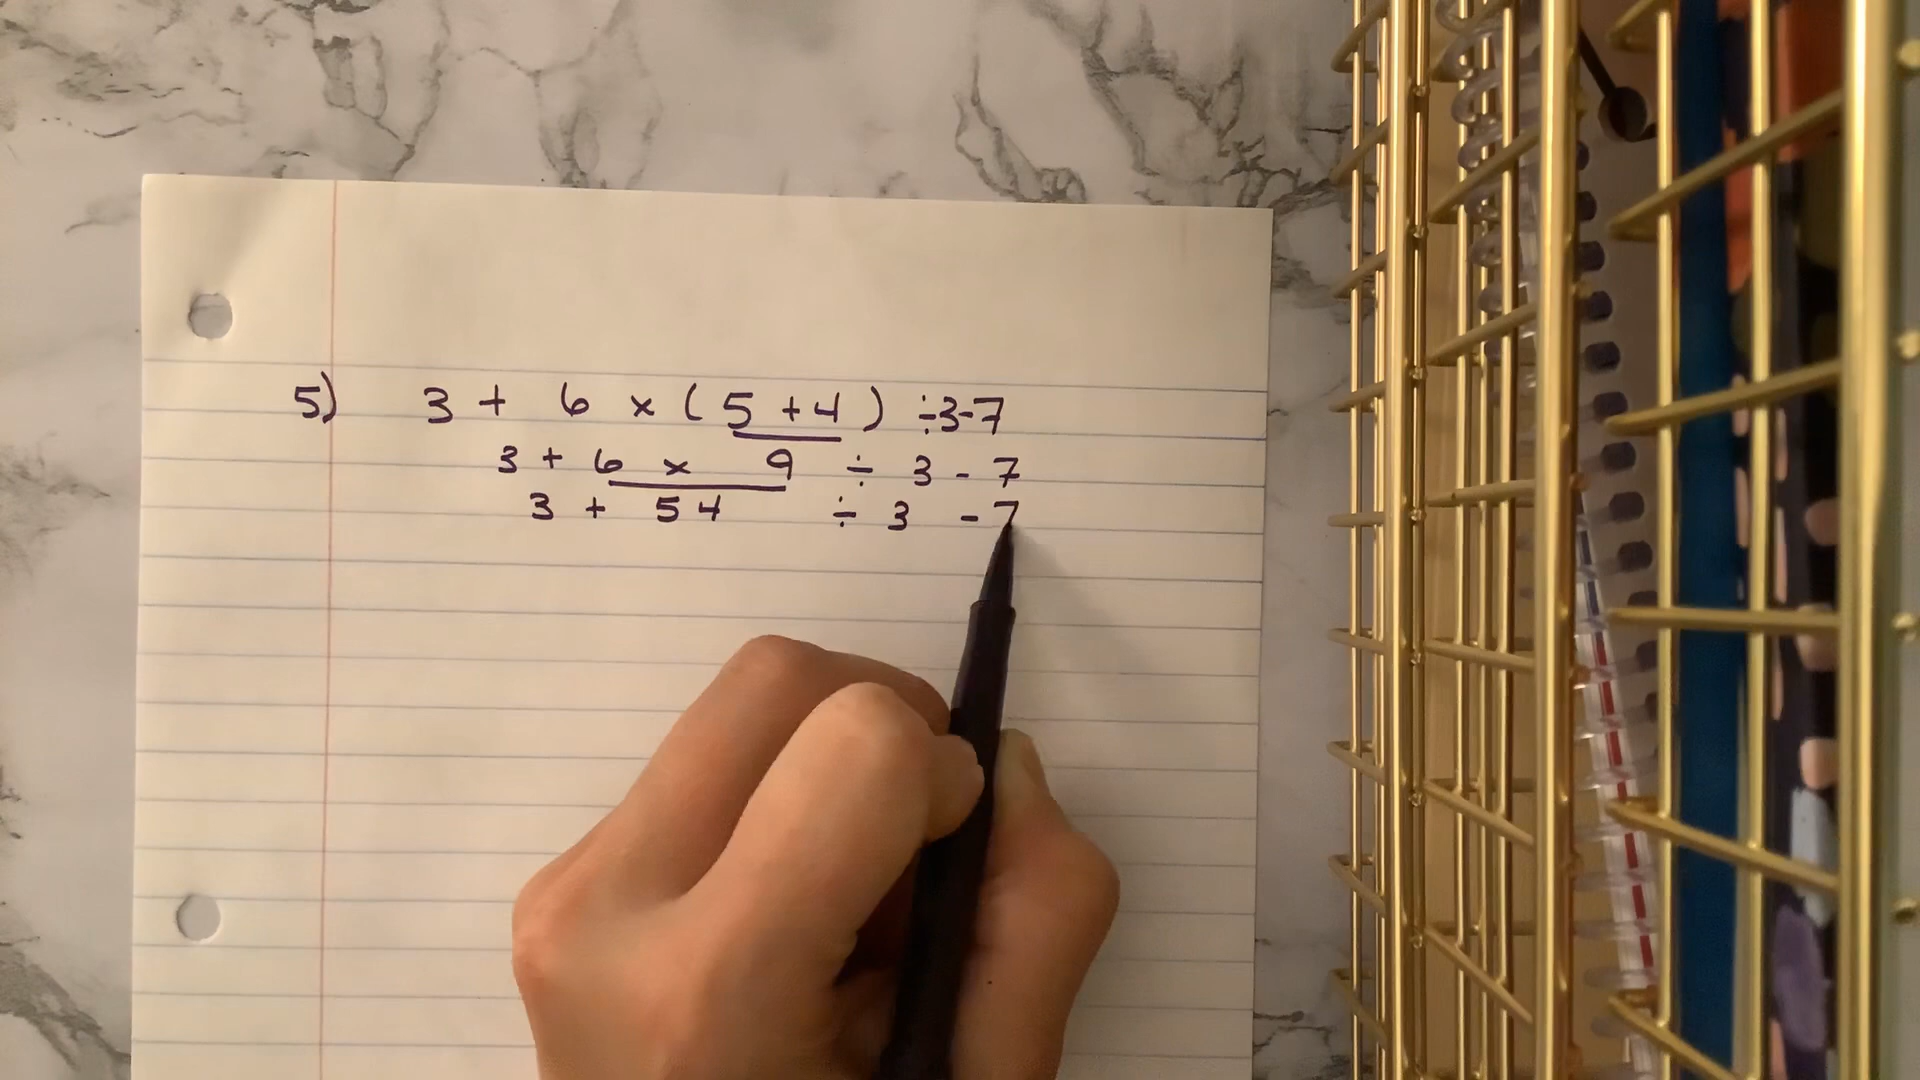 5) 3 + 6 × (5 + 4) ÷3-7
3 + 6 × 9 ÷ 3 - 7
3 + 54 ÷ 3 - 7